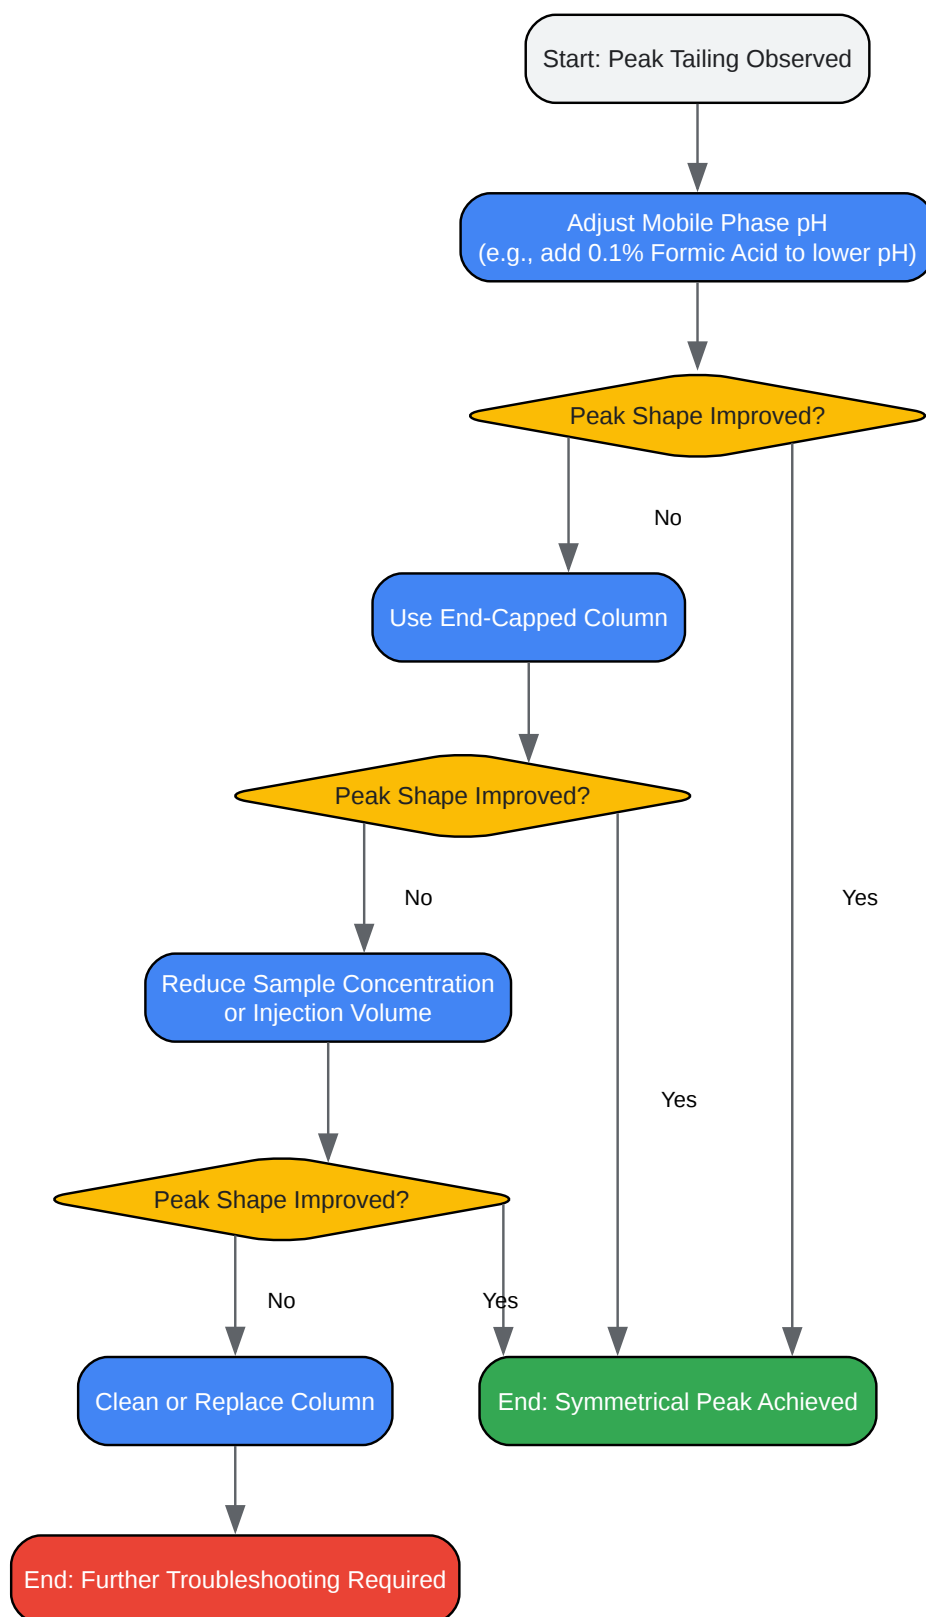 Start: Peak Tailing Observed
Adjust Mobile Phase pH
(e.g., add 0.1% Formic Acid to lower pH)
Peak Shape Improved?
No
Use End-Capped Column
Peak Shape Improved?
No
Yes
Reduce Sample Concentration
or Injection Volume
Yes
Peak Shape Improved?
No
Yes
Clean or Replace Column
End: Symmetrical Peak Achieved
End: Further Troubleshooting Required